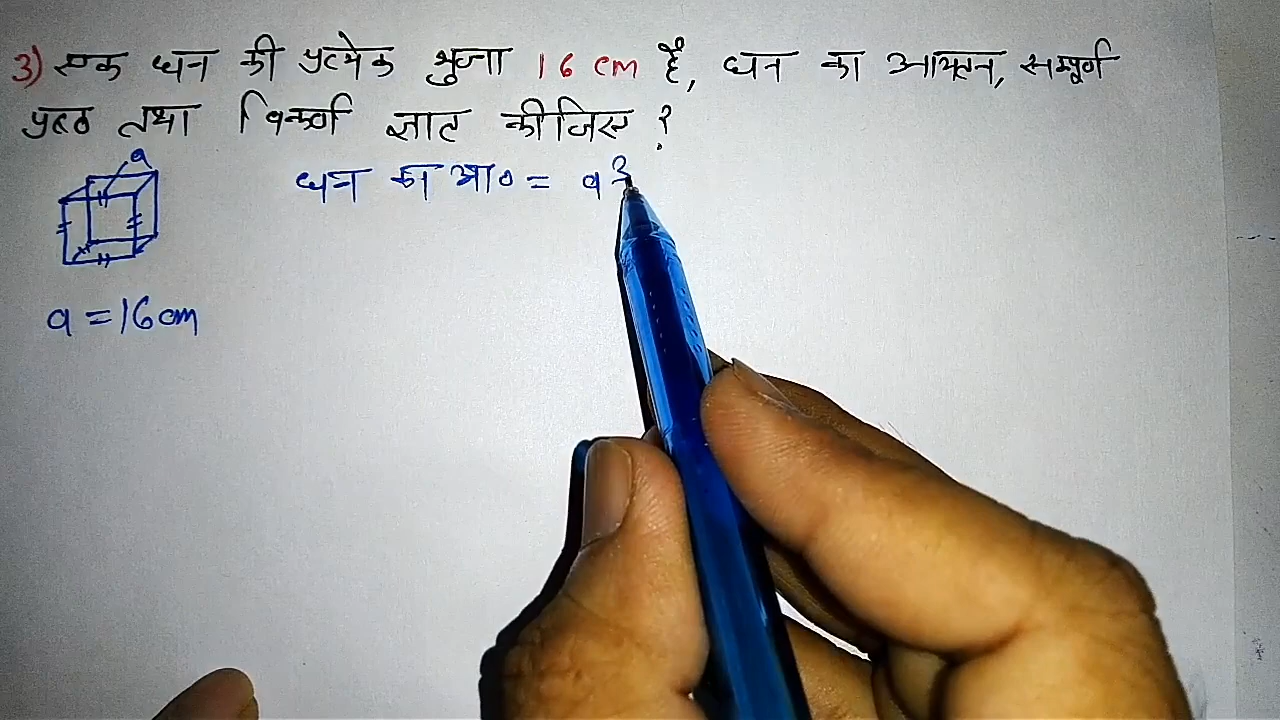 3) एक घन की प्रत्येक भुजा 16 cm है, घन का आयतन, सम्पूर्ण
पृष्ठ तथा विकर्ण ज्ञात कीजिए ?
a
घन का आ० = a³
a = 16 cm